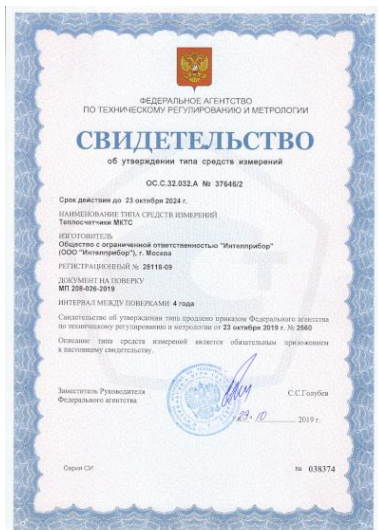 ФЕДЕРАЛЬНОЕ АГЕНТСТВО
ПО ТЕХНИЧЕСКОМУ РЕГУЛИРОВАНИЮ И МЕТРОЛОГИИ
СВИДЕТЕЛЬСТВО
об утверждении типа средств измерений
ОС.С.32.032.А № 37646/2
Срок действия до 23 октября 2024 г.
НАИМЕНОВАНИЕ ТИПА СРЕДСТВ ИЗМЕРЕНИЙ
Теплосчетчики МКТС
ИЗГОТОВИТЕЛЬ
Общество с ограниченной ответственностью "Интелприбор"
(ООО "Интелприбор"), г. Москва
РЕГИСТРАЦИОННЫЙ № 28118-09
ДОКУМЕНТ НА ПОВЕРКУ
МП 208-026-2019
ИНТЕРВАЛ МЕЖДУ ПОВЕРКАМИ 4 года
Свидетельство об утверждении типа продлено приказом Федерального агентства
по техническому регулированию и метрологии от 23 октября 2019 г. № 2560
Описание типа средств измерений является обязательным приложением
к настоящему свидетельству.
Заместитель Руководителя С.С.Голубев
Федерального агентства
29. 10 2019 г.
Серия СИ № 038374